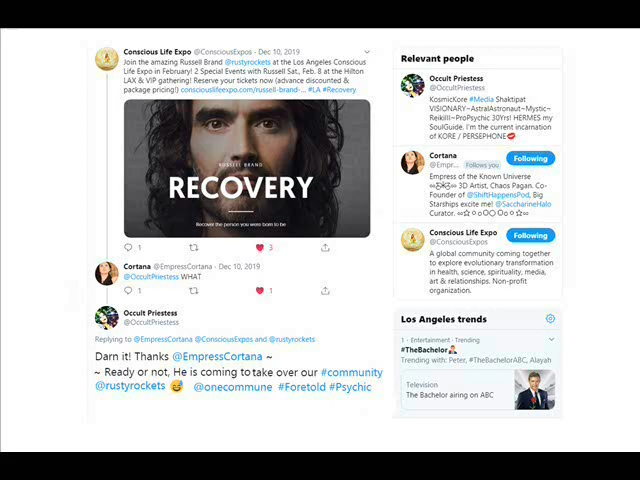 Conscious Life Expo @ConsciousExpos - Dec 10, 2019
Join the amazing Russell Brand @rustyrockets at the Los Angeles Conscious
Life Expo in February! 2 Special Events with Russell Sat., Feb. 8 at the Hilton
LAX & VIP gathering! Reserve your tickets now (advance discounted &
package pricing!) consciouslifeexpo.com/russell-brand-... #LA #Recovery
RUSSELL BRAND
RECOVERY
Recover the person you were born to be
1
3
Cortana @EmpressCortana - Dec 10, 2019
@OccultPriestess WHAT
1
1
Occult Priestess
@OccultPriestess
Replying to @EmpressCortana @ConsciousExpos and @rustyrockets
Darn it! Thanks @EmpressCortana ~
~ Ready or not, He is coming to take over our #community
@rustyrockets 😅 @onecommune #Foretold #Psychic
Relevant people
Occult Priestess
@OccultPriestess
KosmicKore #Media Shaktipat
VISIONARY~AstralAstronaut~Mystic~
ReikiIII~ProPsychic 30Yrs! HERMES my
SoulGuide. I'm the current incarnation
of KORE / PERSEPHONE💋
Cortana
@Empr... Follows you
Following
Empress of the Known Universe
3D Artist, Chaos Pagan. Co-
Founder of @ShiftHappensPod, Big
Starships excite me! @SaccharineHalo
Curator.
Conscious Life Expo
@ConsciousExpos
Following
A global community coming together
to explore evolutionary transformation
in health, science, spirituality, media,
art & relationships. Non-profit
organization.
Los Angeles trends
1 · Entertainment · Trending
#TheBachelor
Trending with: Peter, #TheBachelorABC, Alayah
Television
The Bachelor airing on ABC